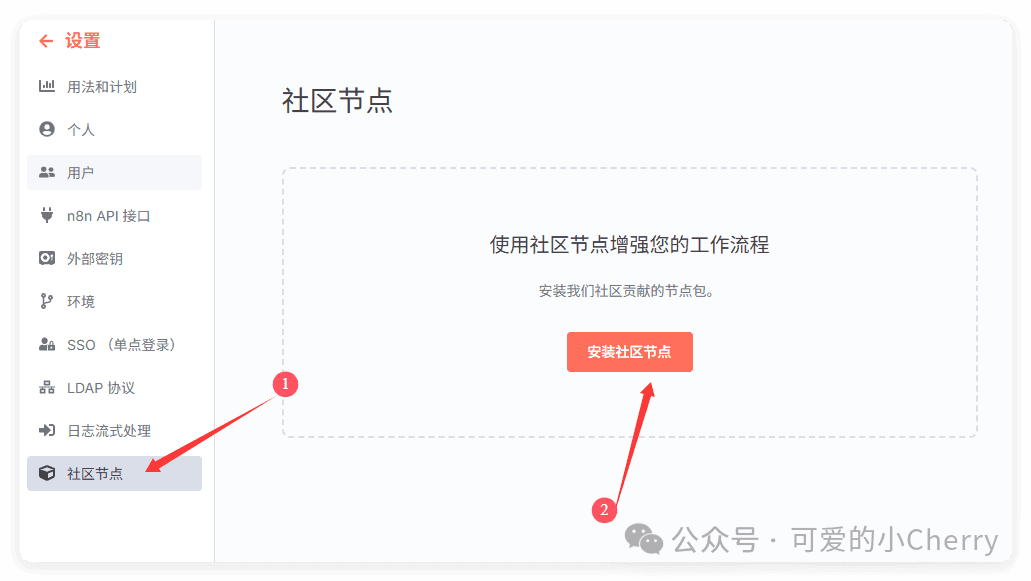 设置
用法和计划
个人
用户
n8n API 接口
外部密钥
环境
SSO （单点登录）
LDAP 协议
日志流式处理
社区节点
社区节点
使用社区节点增强您的工作流程
安装我们社区贡献的节点包。
安装社区节点
1
2
公众号 · 可爱的小Cherry